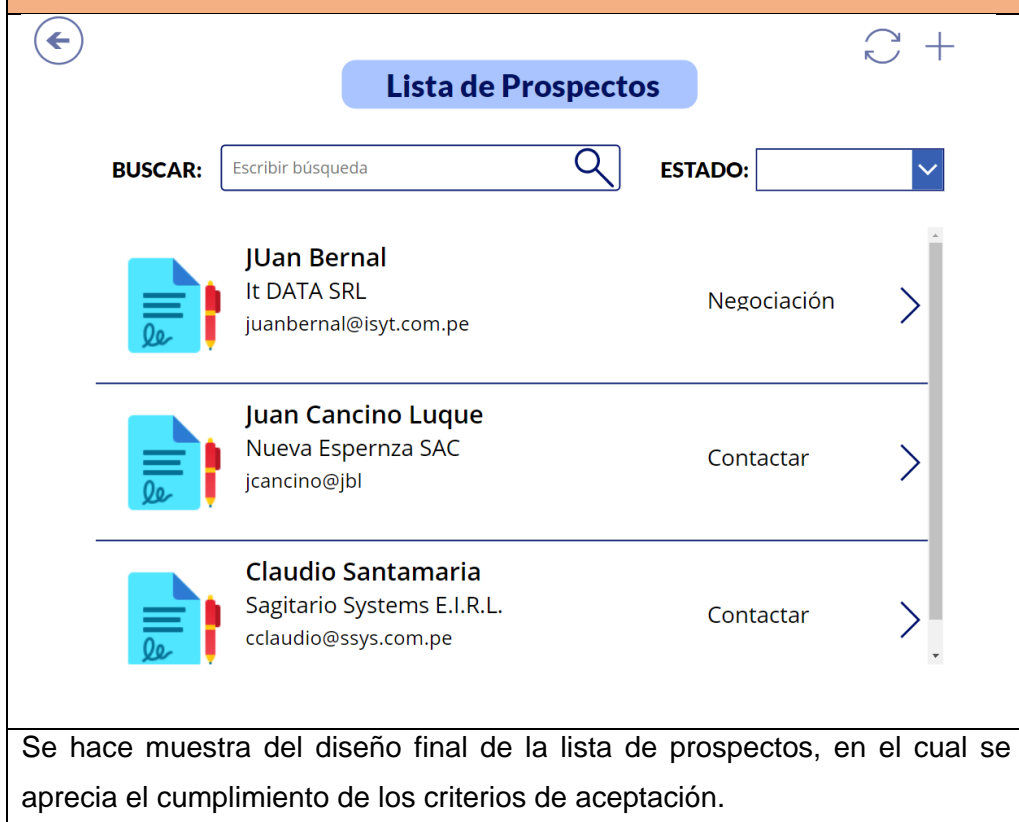 Lista de Prospectos
BUSCAR: Escribir búsqueda ESTADO:
JUan Bernal
It DATA SRL
juanbernal@isyt.com.pe
Negociación
Juan Cancino Luque
Nueva Espernza SAC
jcancino@jbl
Contactar
Claudio Santamaria
Sagitario Systems E.I.R.L.
cclaudio@ssys.com.pe
Contactar
Se hace muestra del diseño final de la lista de prospectos, en el cual se
aprecia el cumplimiento de los criterios de aceptación.